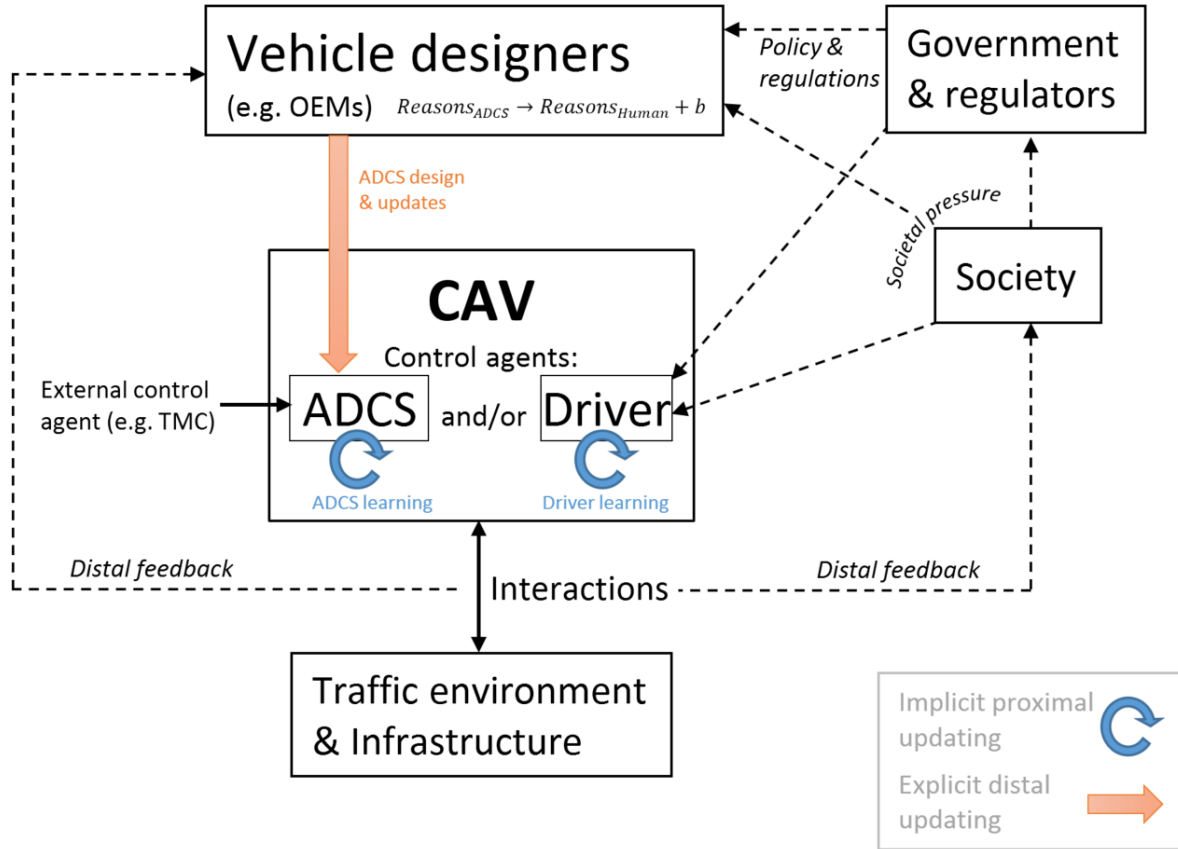 Vehicle designers
(e.g. OEMs) Reasons_ADCS → Reasons_Human + b
Policy &
regulations
Government
& regulators
ADCS design
& updates
Societal pressure
Society
CAV
Control agents:
External control
agent (e.g. TMC)
ADCS and/or Driver
ADCS learning
Driver learning
Distal feedback
Interactions
Distal feedback
Traffic environment
& Infrastructure
Implicit proximal
updating
Explicit distal
updating